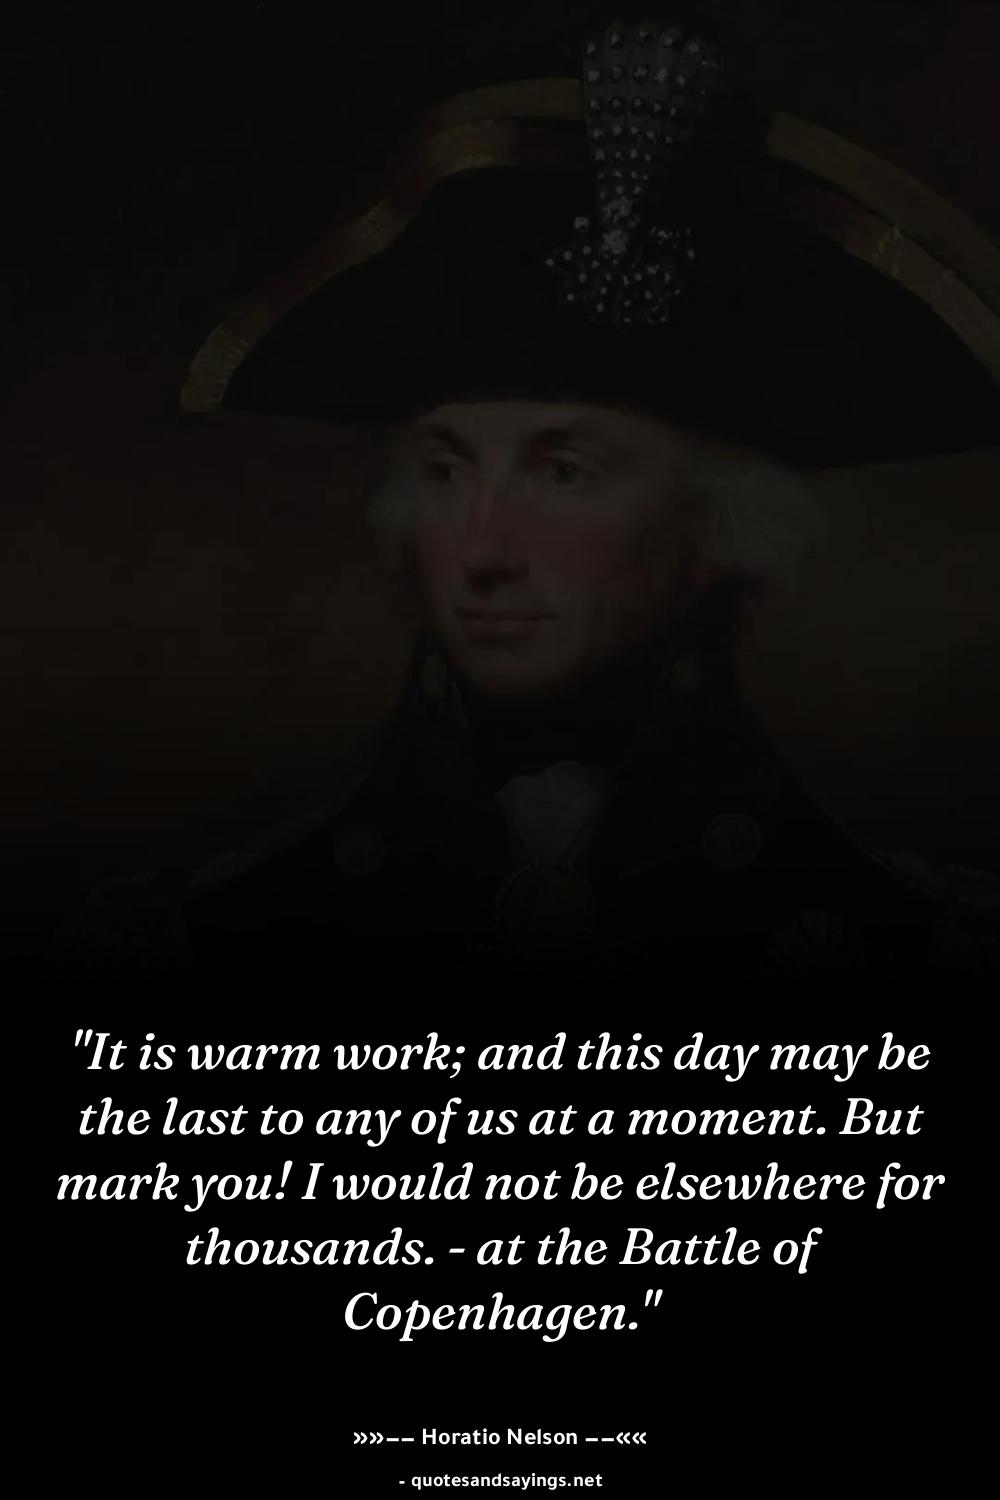 "It is warm work; and this day may be
the last to any of us at a moment. But
mark you! I would not be elsewhere for
thousands. - at the Battle of
Copenhagen."
»»−− Horatio Nelson −−««
- quotesandsayings.net